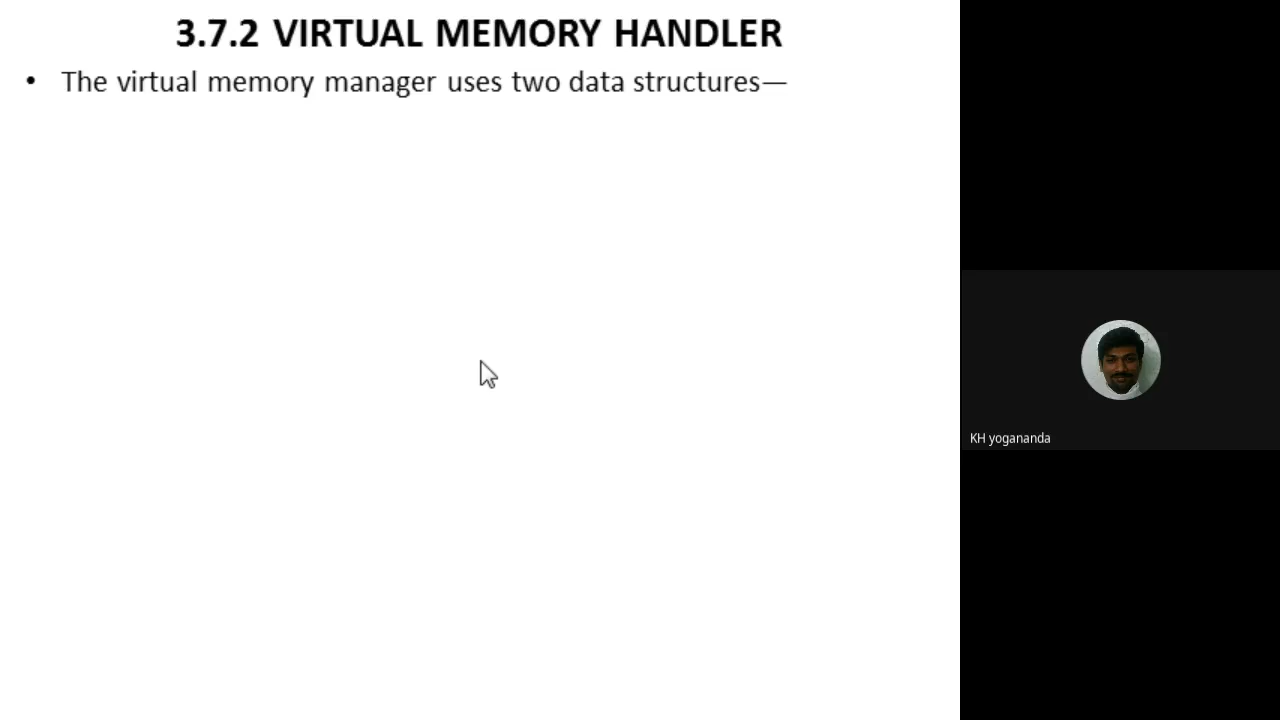 3.7.2 VIRTUAL MEMORY HANDLER
• The virtual memory manager uses two data structures—
KH yogananda